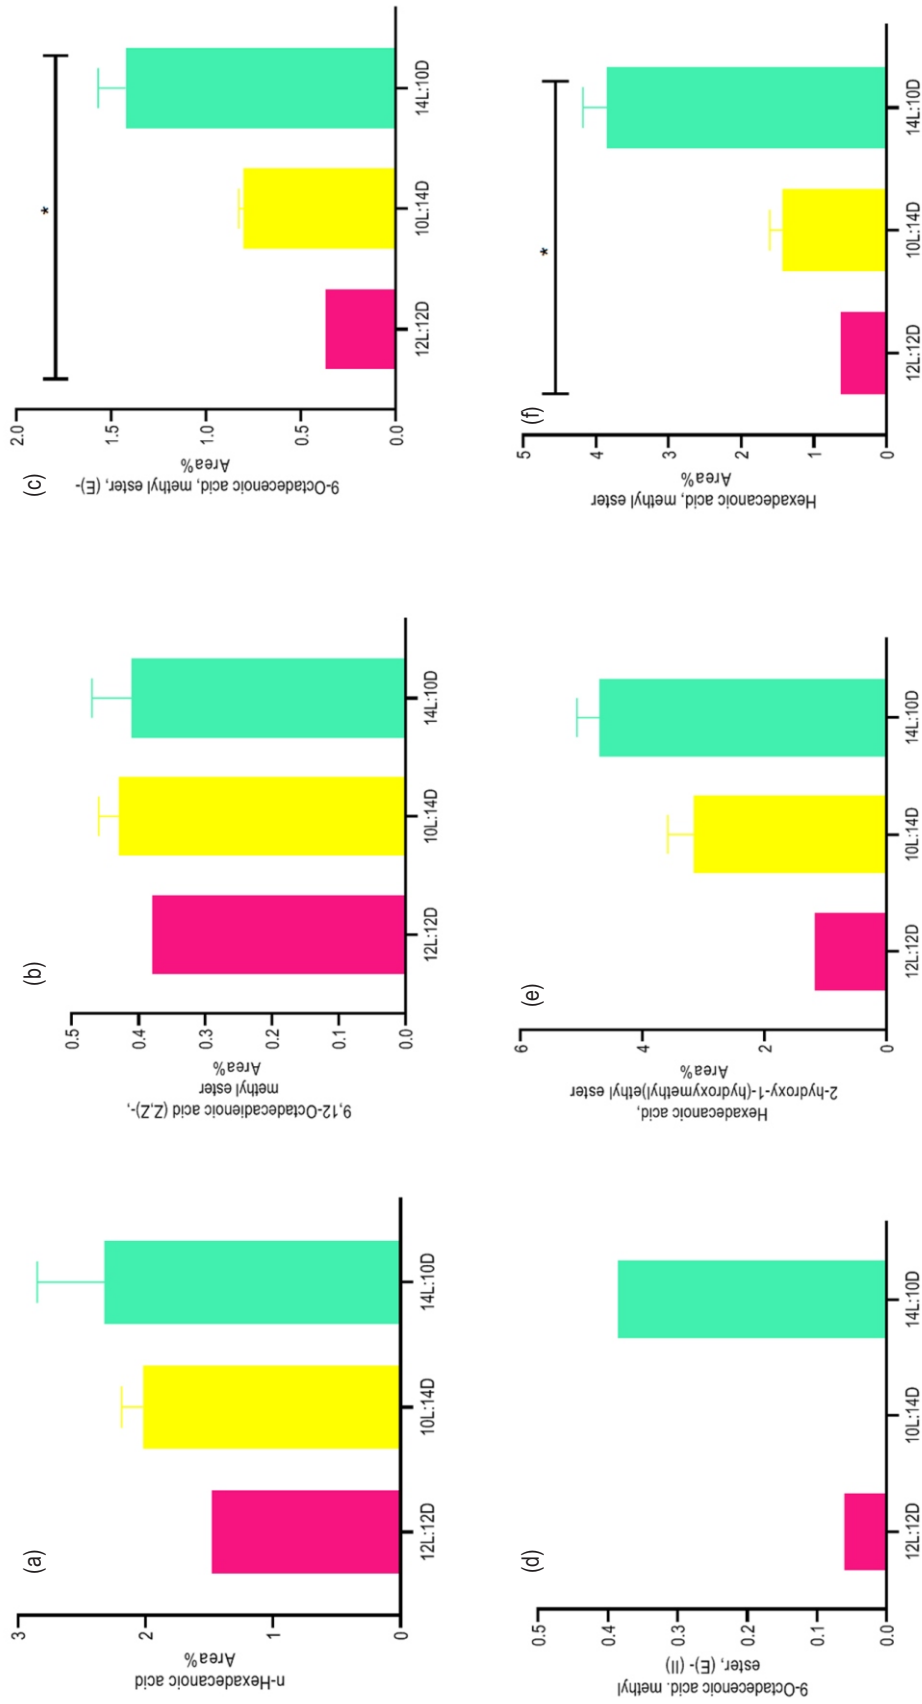 (a)
n-Hexadecanoic acid
Area%
3
2
1
0
12L:12D
10L:14D
14L:10D
(b)
9,12-Octadecadienoic acid (Z,Z)-,
methyl ester
Area%
0.5
0.4
0.3
0.2
0.1
0.0
12L:12D
10L:14D
14L:10D
(c)
9-Octadecenoic acid, methyl ester, (E)-
Area%
2.0
1.5
1.0
0.5
0.0
*
12L:12D
10L:14D
14L:10D
(d)
9-Octadecenoic acid. methyl
ester, (E)- (II)
0.5
0.4
0.3
0.2
0.1
0.0
12L:12D
10L:14D
14L:10D
(e)
Hexadecanoic acid,
2-hydroxy-1-(hydroxymethyl)ethyl ester
Area%
6
4
2
0
12L:12D
10L:14D
14L:10D
(f)
Hexadecanoic acid, methyl ester
Area%
5
4
3
2
1
0
*
12L:12D
10L:14D
14L:10D